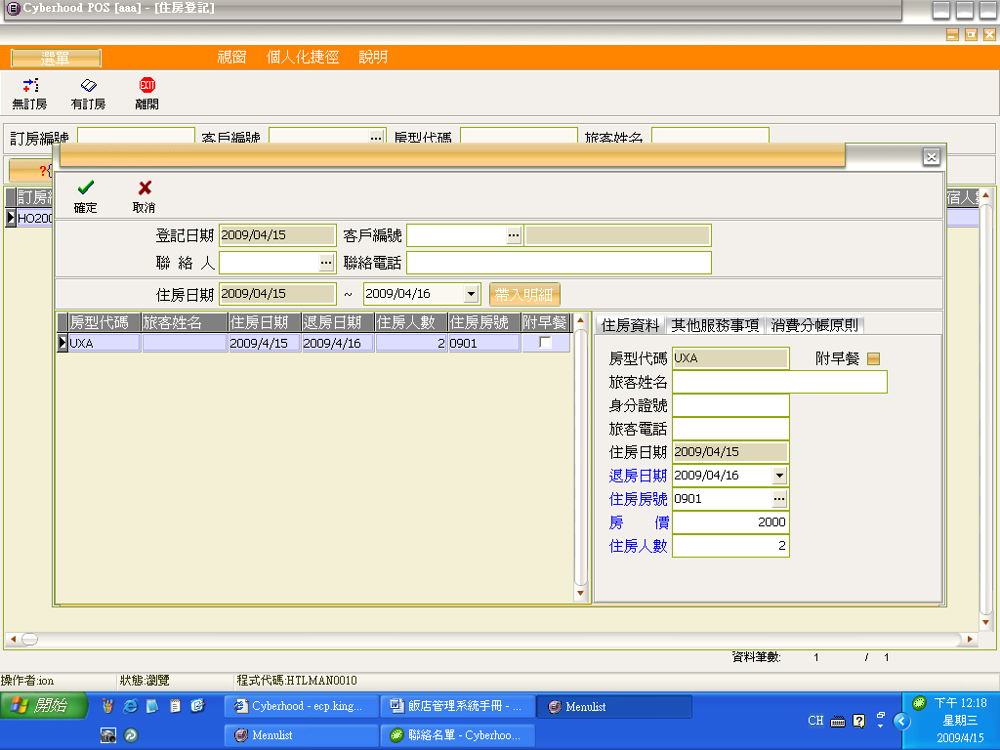 Cyberhood POS [aaa] - [住房登記]
選單 視窗 個人化捷徑 說明
無訂房 有訂房 離開
訂房編號 客戶編號 ... 房型代碼 旅客姓名
訂房編
HO200
宿人數
確定 取消
登記日期 2009/04/15 客戶編號 ...
聯 絡 人 ... 聯絡電話
住房日期 2009/04/15 ~ 2009/04/16 帶入明細
房型代碼 旅客姓名 住房日期 退房日期 住房人數 住房房號 附早餐
UXA 2009/4/15 2009/4/16 2 0901
住房資料 其他服務事項 消費分帳原則
房型代碼 UXA 附早餐
旅客姓名
身分證號
旅客電話
住房日期 2009/04/15
退房日期 2009/04/16
住房房號 0901 ...
房 價 2000
住房人數 2
資料筆數: 1 / 1
操作者:ion 狀態:瀏覽 程式代碼:HTLMAN0010
開始 Cyberhood - ecp.king... 飯店管理系統手冊 - ... Menulist
Menulist 聯絡名單 - Cyberhoo...
CH
下午 12:18
星期三
2009/4/15